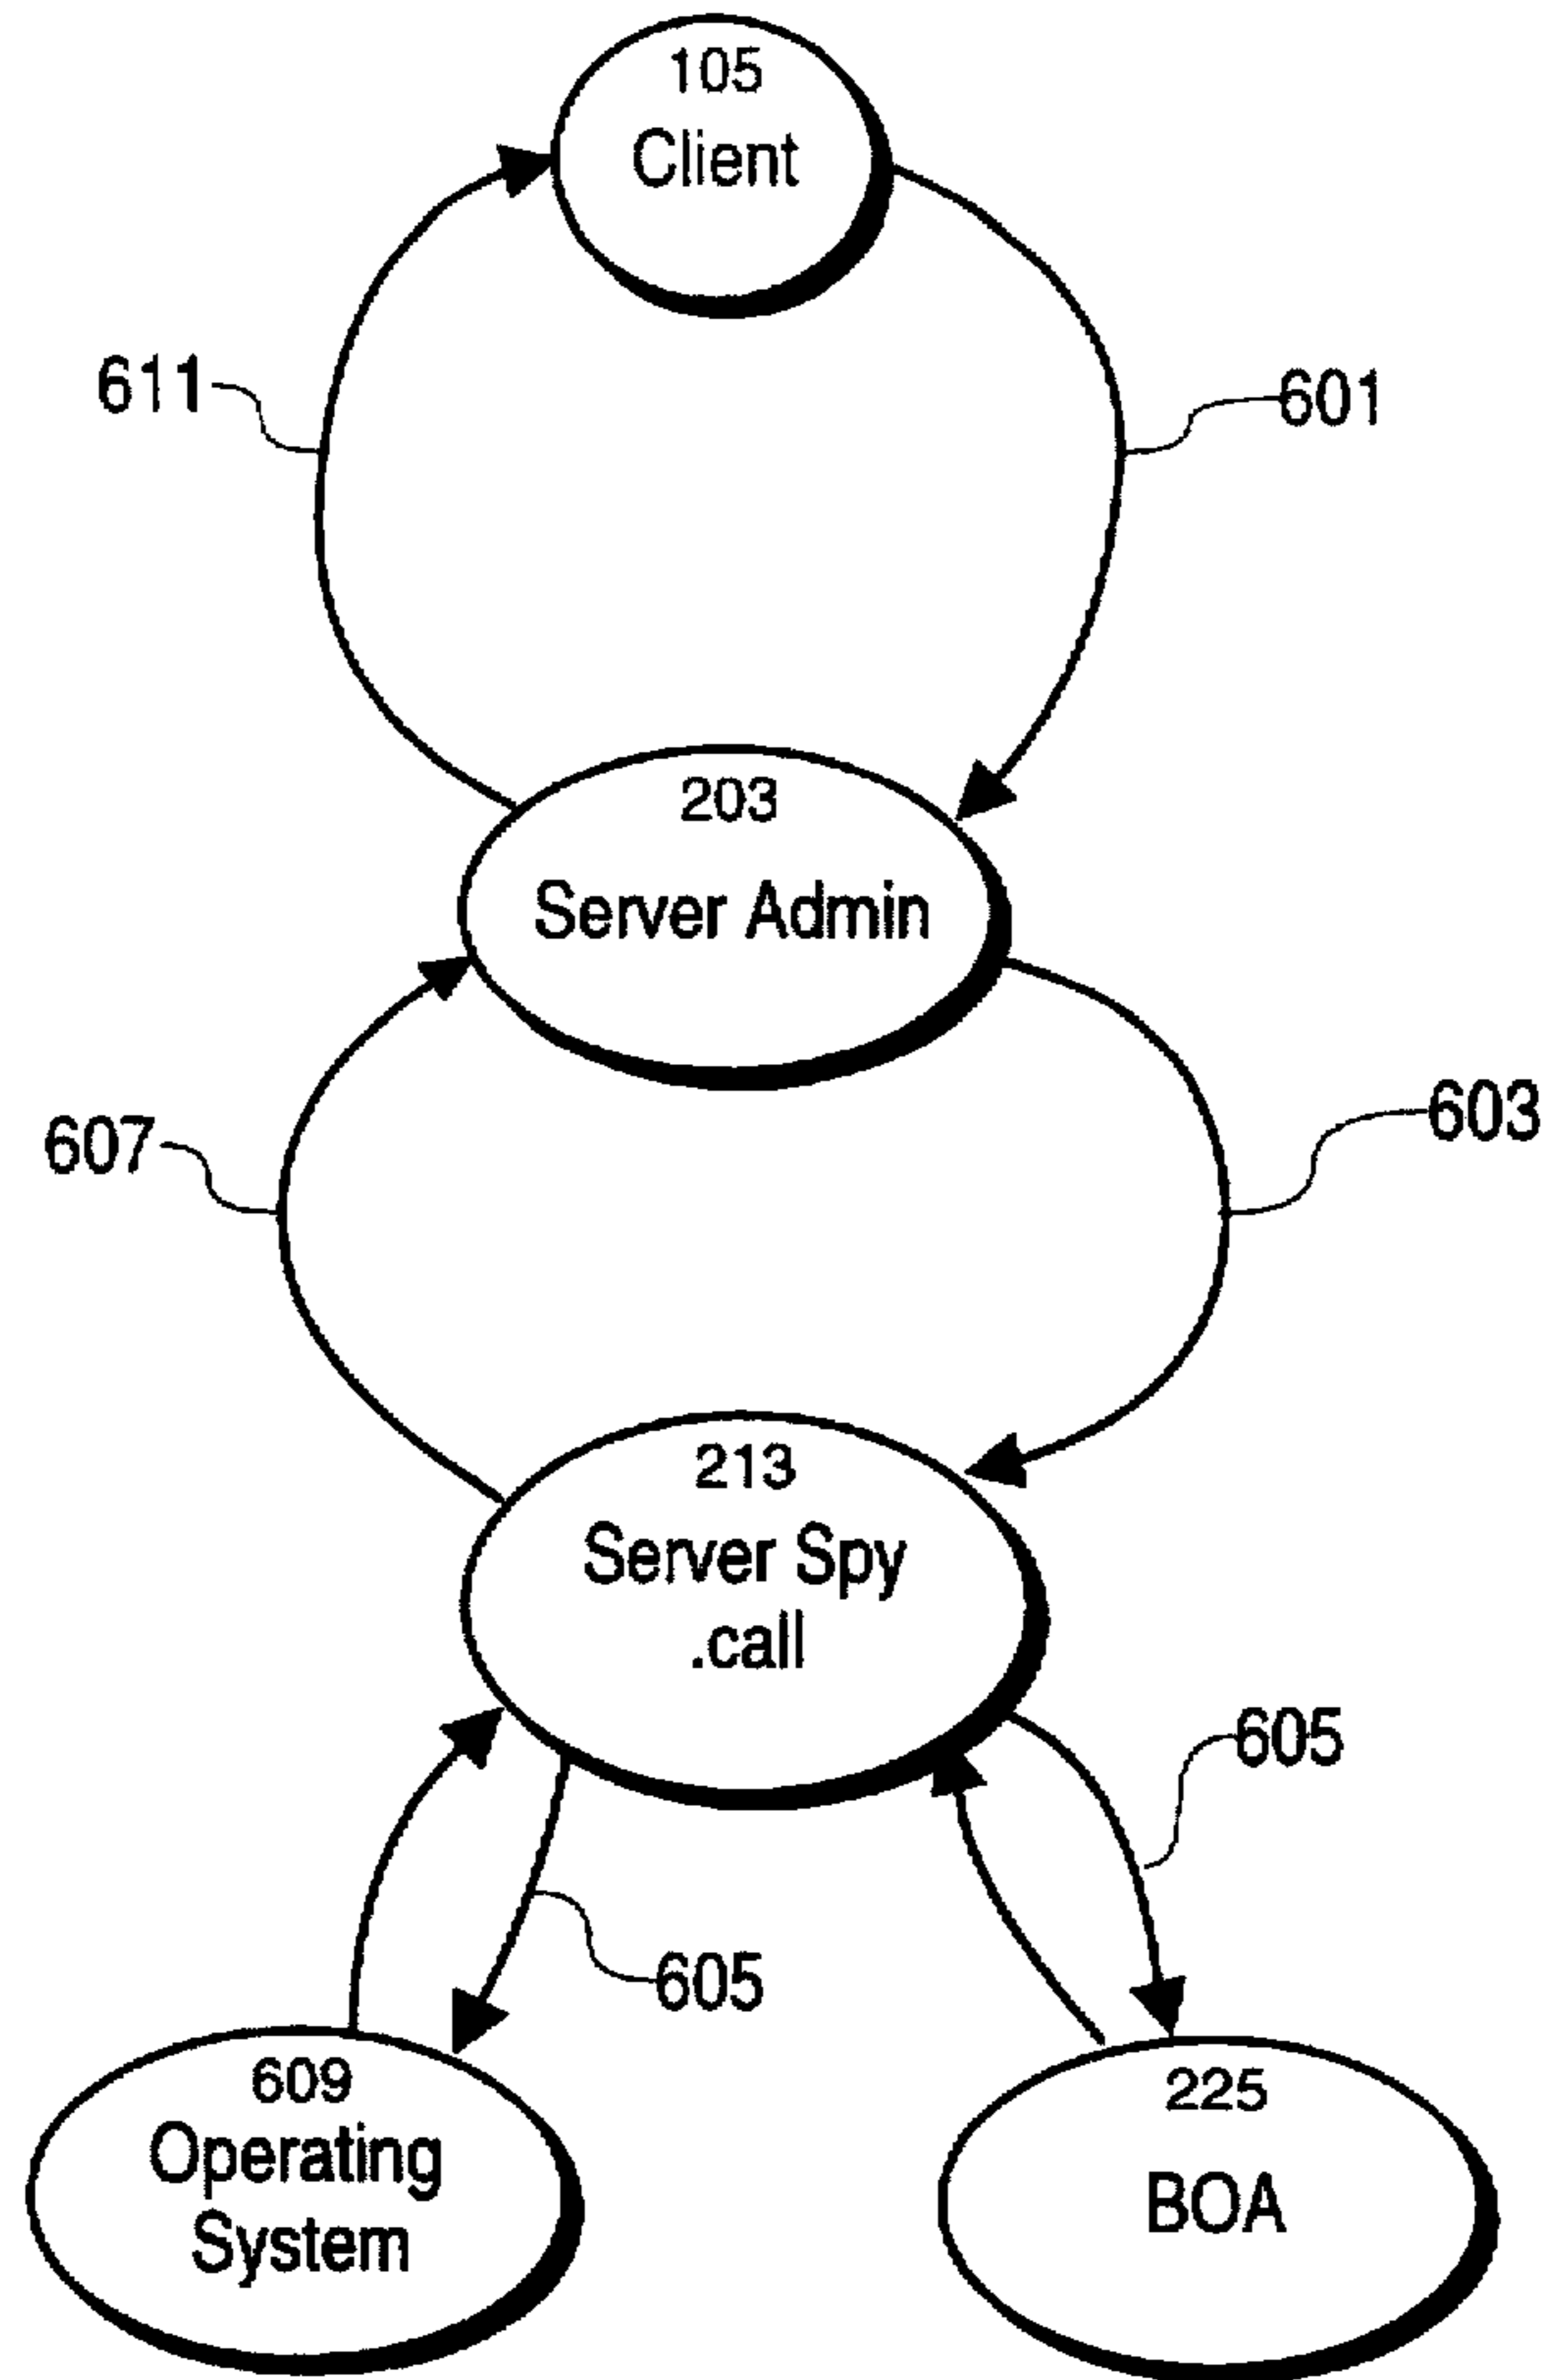 105
Client
611
601
203
Server Admin
607
603
213
Server Spy
.call
605
605
609
Operating
System
225
BOA